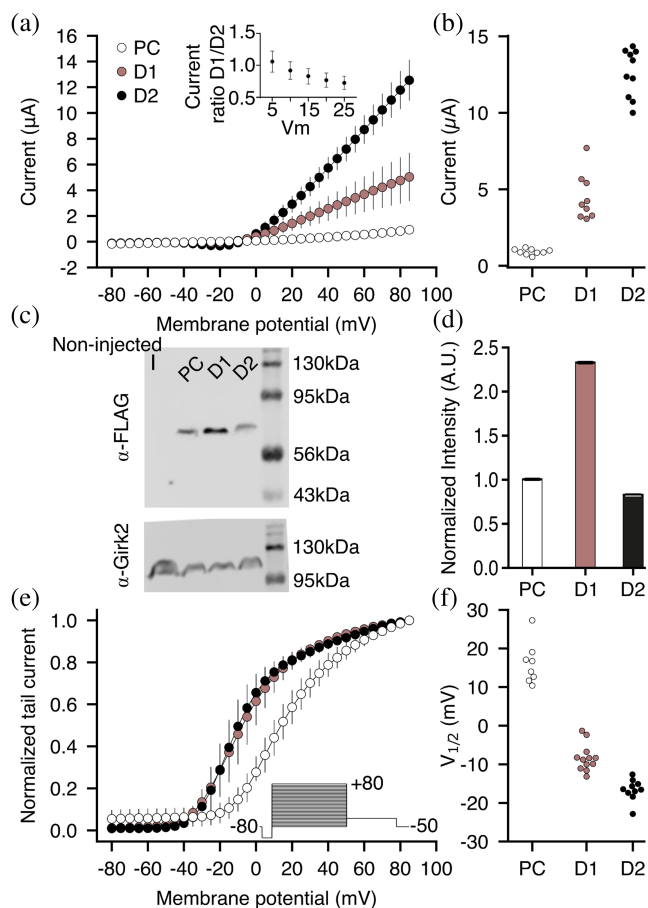 (a)
PC
D1
D2
Current (µA)
16
14
12
10
8
6
4
2
0
-2
-80 -60 -40 -20 0 20 40 60 80 100
Membrane potential (mV)
Current
ratio D1/D2
1.5
1.0
0.5
5 15 25
Vm
(b)
Current (µA)
15
10
5
0
PC D1 D2
(c)
Non-injected
PC D1 D2
α-FLAG
130kDa
95kDa
56kDa
43kDa
α-Girk2
130kDa
95kDa
(d)
Normalized Intensity (A.U.)
2.5
2.0
1.5
1.0
0.5
0.0
PC D1 D2
(e)
Normalized tail current
1.0
0.8
0.6
0.4
0.2
0.0
+80
-80
-50
-80 -60 -40 -20 0 20 40 60 80 100
Membrane potential (mV)
(f)
V1/2 (mV)
30
20
10
0
-10
-20
-30
PC D1 D2